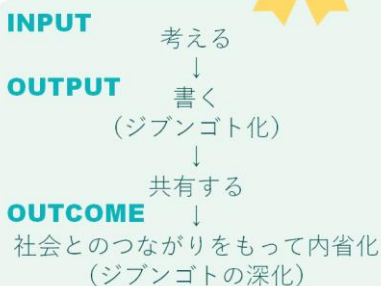 INPUT
考える
↓
OUTPUT
書く
(ジブンゴト化)
↓
共有する
OUTCOME
↓
社会とのつながりをもって内省化
(ジブンゴトの深化)